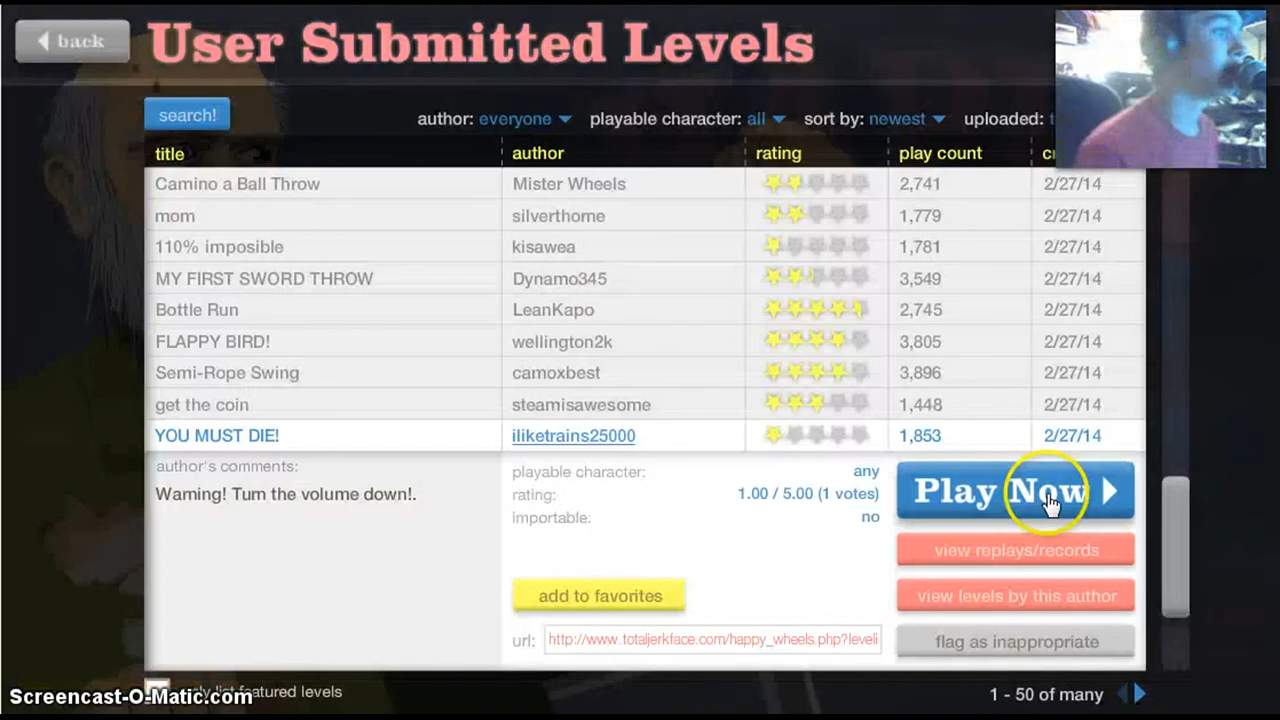 back
User Submitted Levels
search!
author: everyone playable character: all sort by: newest uploaded:
title author rating play count
Camino a Ball Throw Mister Wheels 2,741 2/27/14
mom silverthorne 1,779 2/27/14
110% imposible kisawea 1,781 2/27/14
MY FIRST SWORD THROW Dynamo345 3,549 2/27/14
Bottle Run LeanKapo 2,745 2/27/14
FLAPPY BIRD! wellington2k 3,805 2/27/14
Semi-Rope Swing camoxbest 3,896 2/27/14
get the coin steamisawesome 1,448 2/27/14
YOU MUST DIE! iliketrains25000 1,853 2/27/14
author's comments:
Warning! Turn the volume down!.
playable character: any
rating: 1.00 / 5.00 (1 votes)
importable: no
Play Now
view replays/records
add to favorites
view levels by this author
url: http://www.totaljerkface.com/happy_wheels.php?leveli
flag as inappropriate
list featured levels
1 - 50 of many
Screencast-O-Matic.com